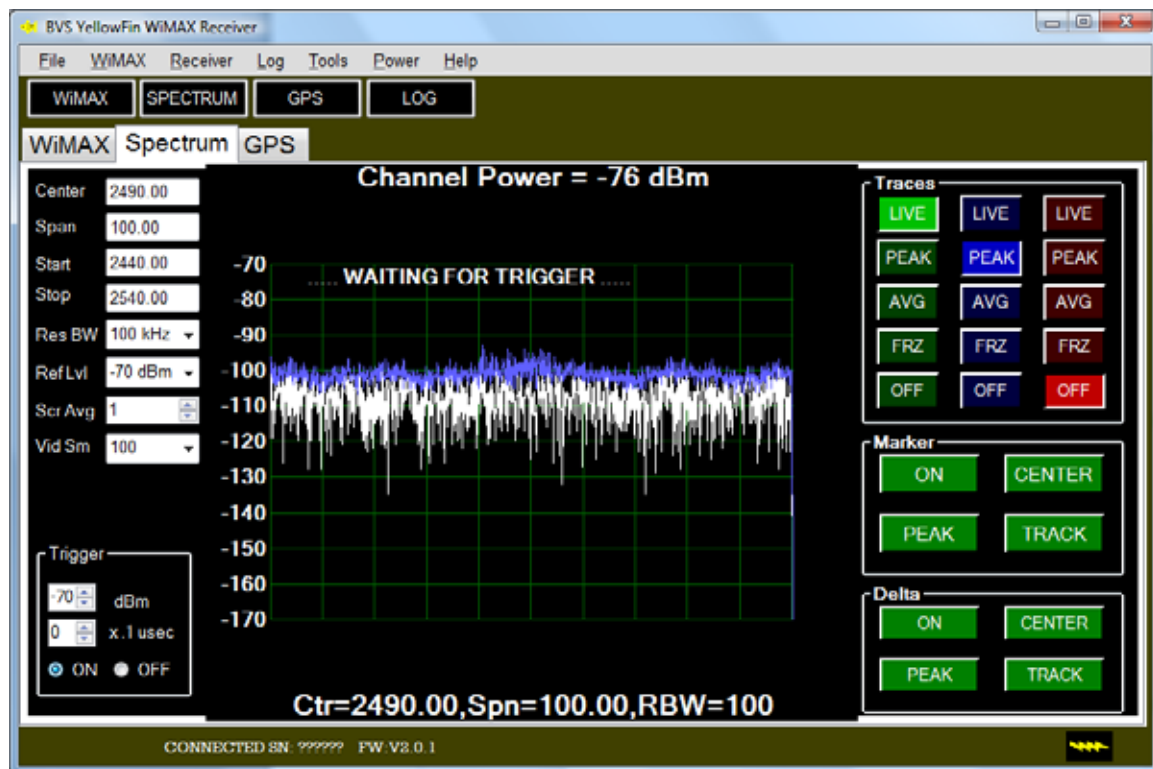 BVS YellowFin WiMAX Receiver
File WiMAX Receiver Log Tools Power Help
WiMAX SPECTRUM GPS LOG
WiMAX Spectrum GPS
Channel Power = -76 dBm
Center 2490.00
Span 100.00
Start 2440.00
Stop 2540.00
Res BW 100 kHz
Ref Lvl -70 dBm
Scr Avg 1
Vid Sm 100
Trigger
-70 dBm
0 x .1 usec
ON OFF
..... WAITING FOR TRIGGER .....
-70
-80
-90
-100
-110
-120
-130
-140
-150
-160
-170
Ctr=2490.00,Spn=100.00,RBW=100
Traces
LIVE LIVE LIVE
PEAK PEAK PEAK
AVG AVG AVG
FRZ FRZ FRZ
OFF OFF OFF
Marker
ON CENTER
PEAK TRACK
Delta
ON CENTER
PEAK TRACK
CONNECTED SN: ?????? FW:V2.0.1